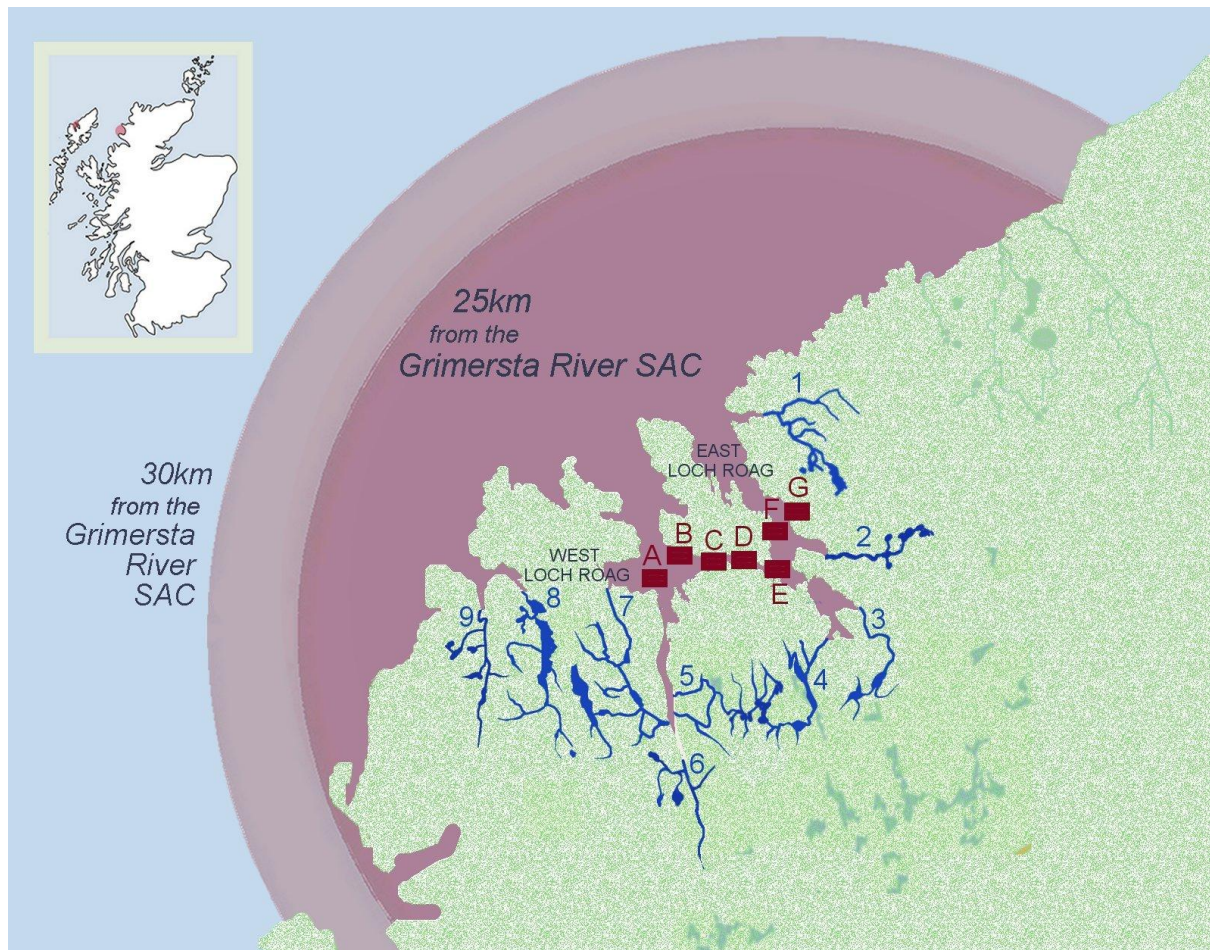 25km
from the
Grimersta River SAC
30km
from the
Grimersta
River
SAC
EAST
LOCH ROAG
WEST
LOCH ROAG
A
B
C
D
E
F
G
1
2
3
4
5
6
7
8
9